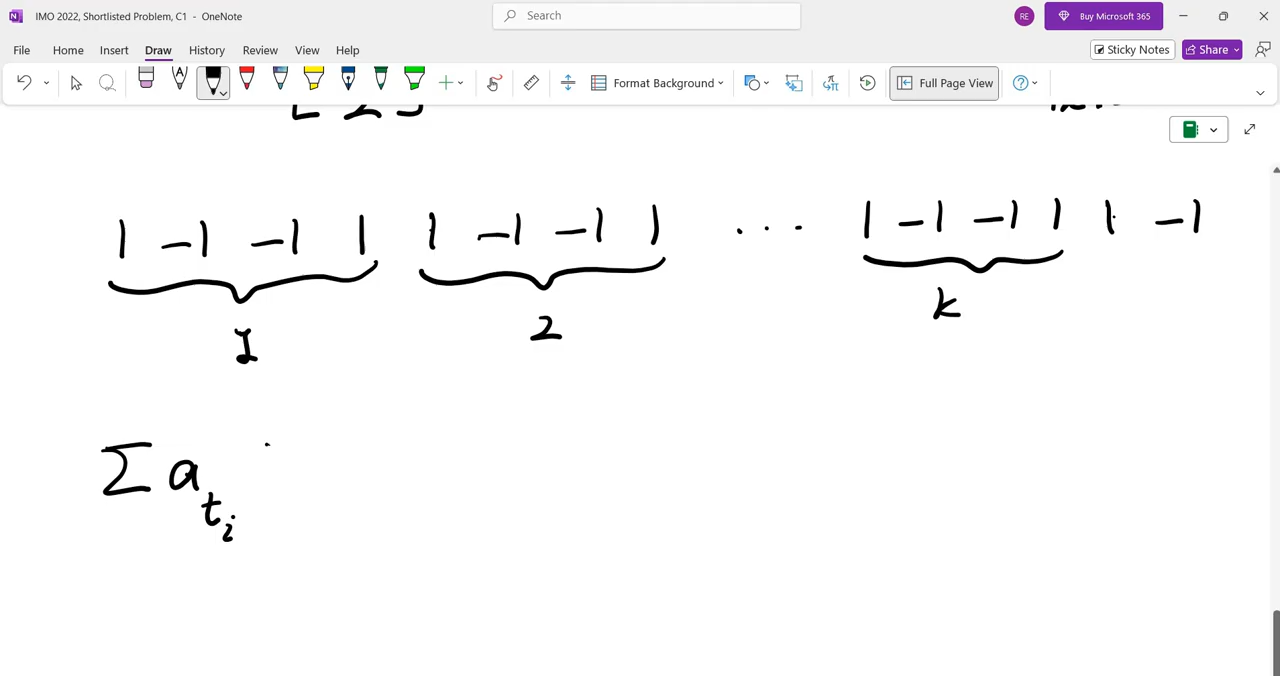 IMO 2022, Shortlisted Problem, C1 - OneNote
Search
RE
Buy Microsoft 365
File Home Insert Draw History Review View Help
Sticky Notes
Share
Format Background
Full Page View
1 -1 -1 1 1 -1 -1 1 ... 1 -1 -1 1 1 -1
1 2 k
Σ a_{t_i}